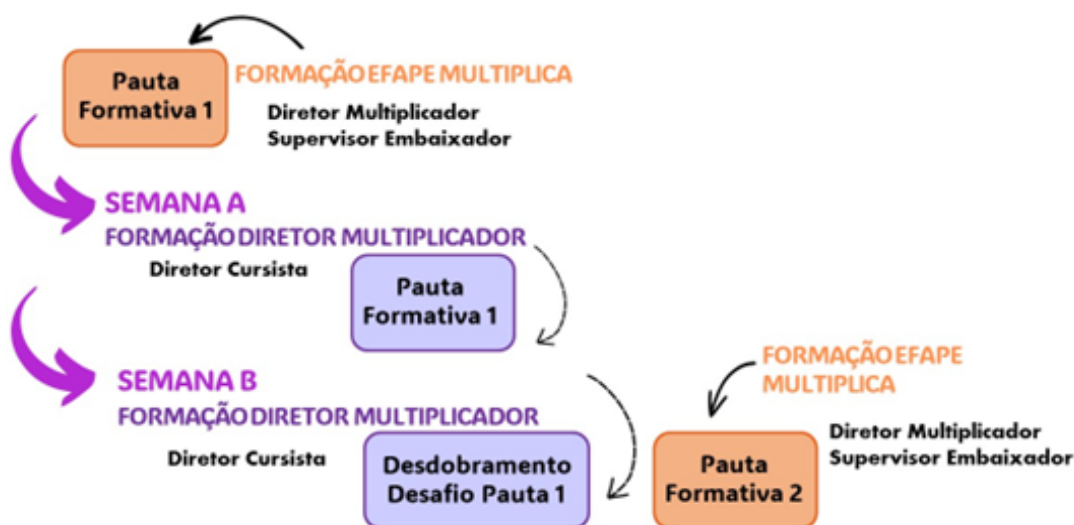 Pauta
Formativa 1
FORMAÇÃO EFAPE MULTIPLICA
Diretor Multiplicador
Supervisor Embaixador
SEMANA A
FORMAÇÃO DIRETOR MULTIPLICADOR
Diretor Cursista
Pauta
Formativa 1
SEMANA B
FORMAÇÃO DIRETOR MULTIPLICADOR
Diretor Cursista
Desdobramento
Desafio Pauta 1
FORMAÇÃO EFAPE
MULTIPLICA
Diretor Multiplicador
Supervisor Embaixador
Pauta
Formativa 2